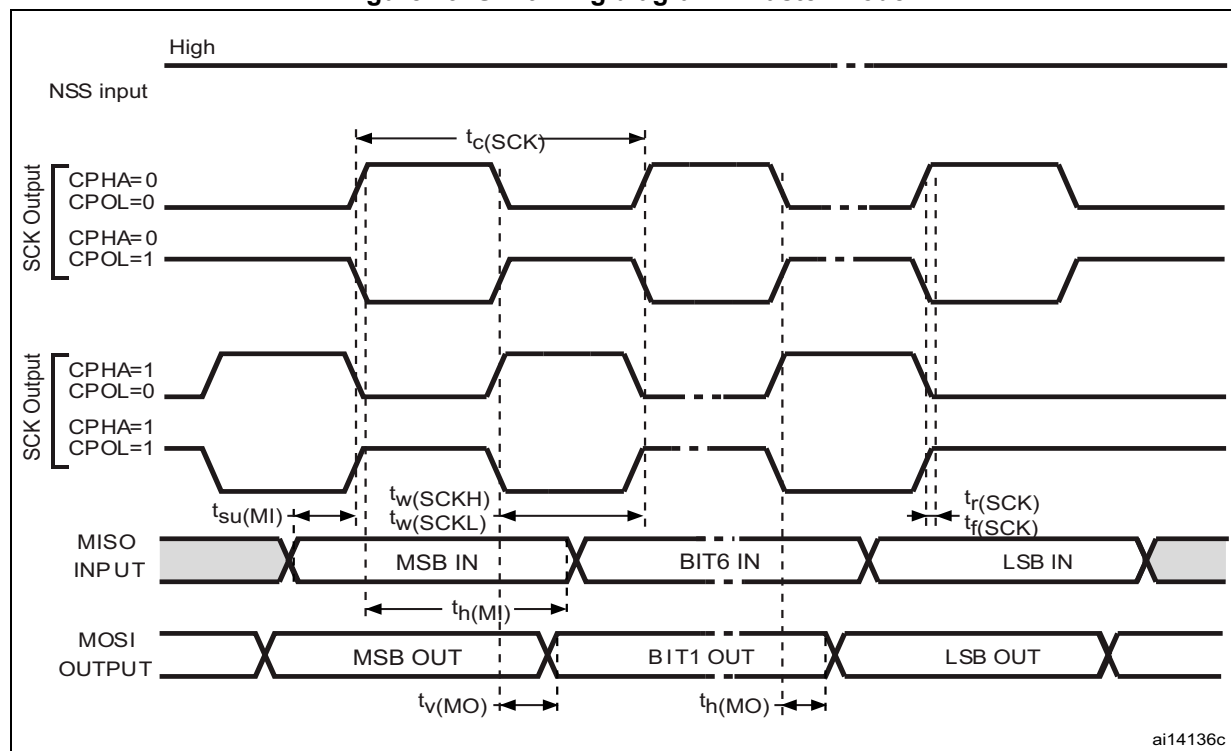 High
NSS input
tc(SCK)
SCK Output
CPHA=0
CPOL=0
CPHA=0
CPOL=1
SCK Output
CPHA=1
CPOL=0
CPHA=1
CPOL=1
tsu(MI)
tw(SCKH)
tw(SCKL)
tr(SCK)
tf(SCK)
MISO
INPUT
MSB IN
BIT6 IN
LSB IN
th(MI)
MOSI
OUTPUT
MSB OUT
BIT1 OUT
LSB OUT
tv(MO)
th(MO)
ai14136c